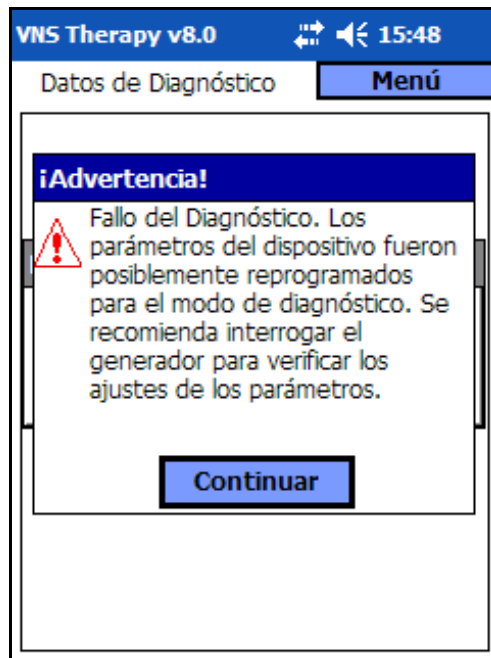 VNS Therapy v8.0 15:48
Datos de Diagnóstico Menú
¡Advertencia!
Fallo del Diagnóstico. Los
parámetros del dispositivo fueron
posiblemente reprogramados
para el modo de diagnóstico. Se
recomienda interrogar el
generador para verificar los
ajustes de los parámetros.
Continuar